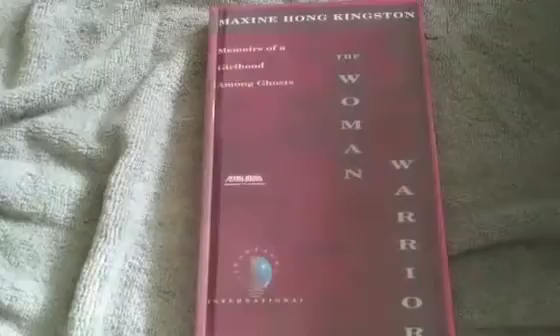 MAXINE HONG KINGSTON
Memoirs of a
Girlhood
Among Ghosts
THE
WOMAN
WARRIOR
INTERNATIONAL